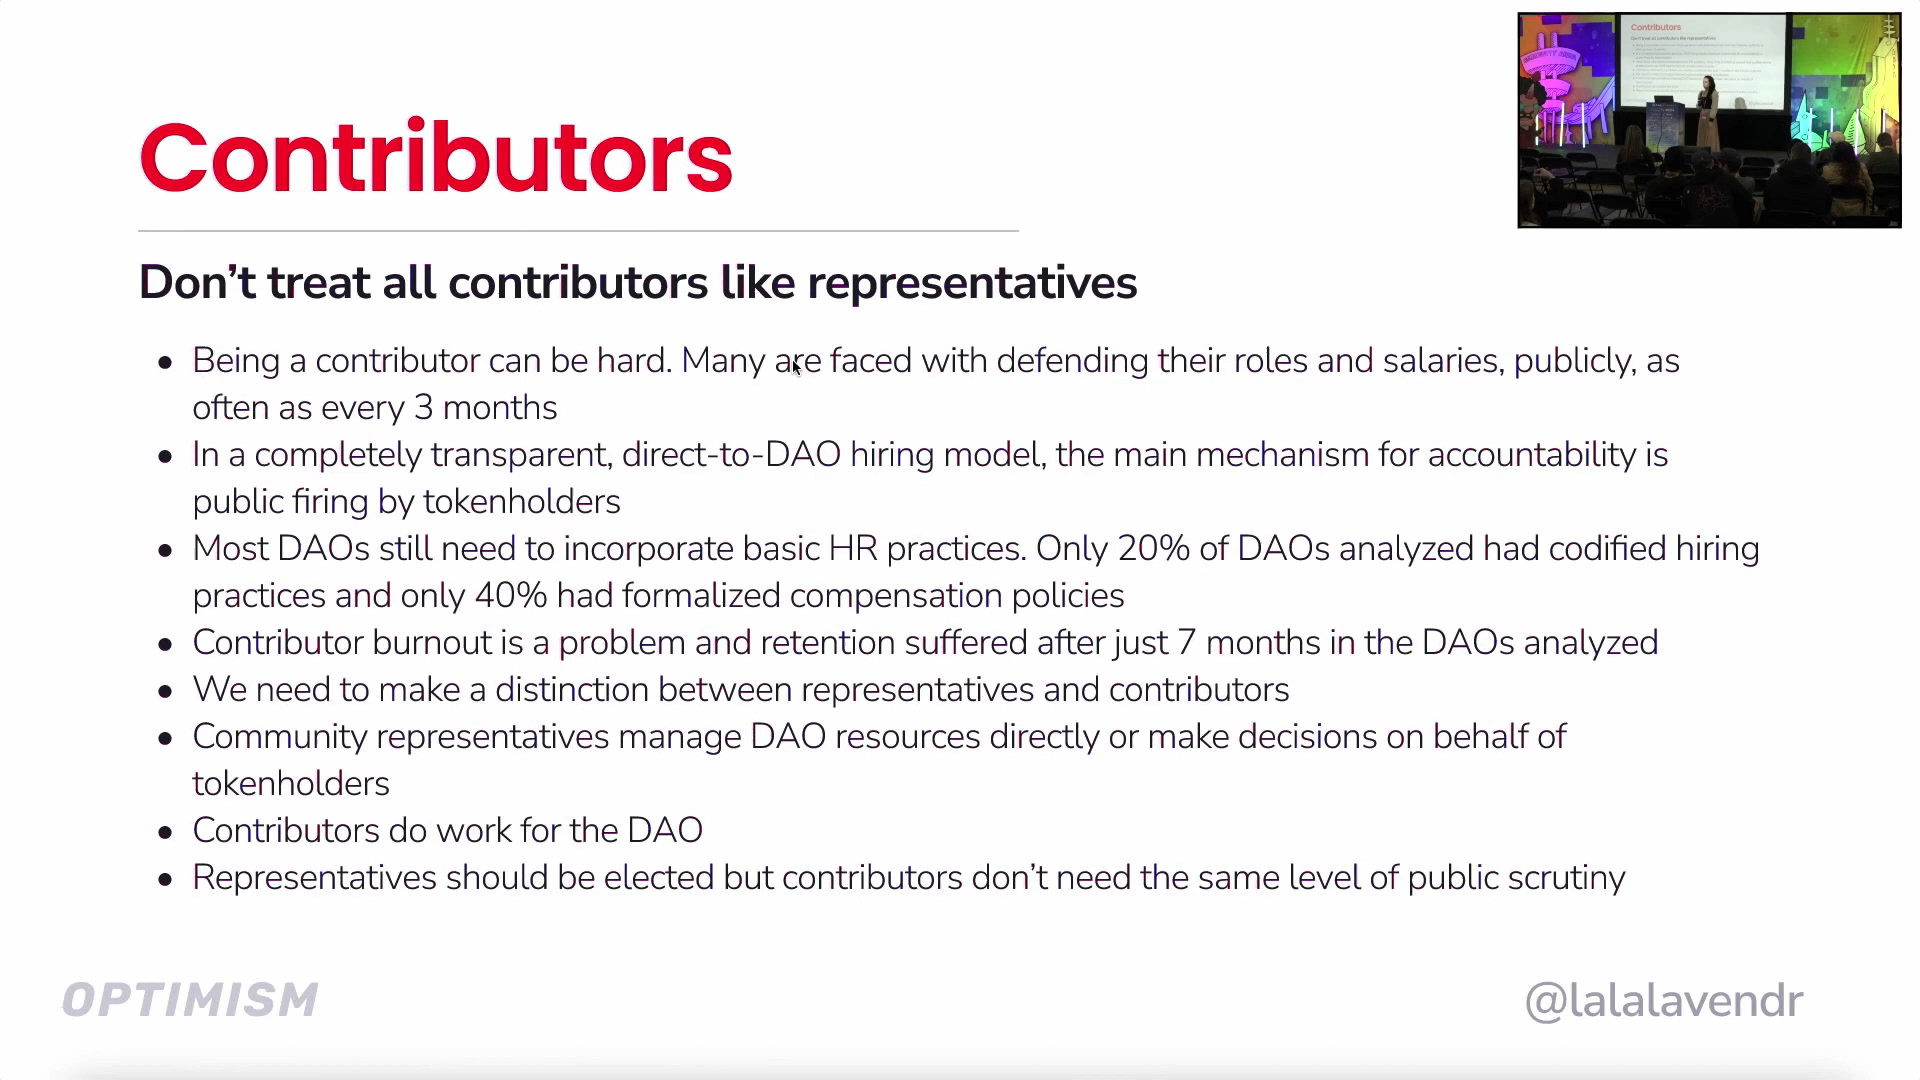 Contributors
Don’t treat all contributors like representatives
● Being a contributor can be hard. Many are faced with defending their roles and salaries, publicly, as
often as every 3 months
● In a completely transparent, direct-to-DAO hiring model, the main mechanism for accountability is
public firing by tokenholders
● Most DAOs still need to incorporate basic HR practices. Only 20% of DAOs analyzed had codified hiring
practices and only 40% had formalized compensation policies
● Contributor burnout is a problem and retention suffered after just 7 months in the DAOs analyzed
● We need to make a distinction between representatives and contributors
● Community representatives manage DAO resources directly or make decisions on behalf of
tokenholders
● Contributors do work for the DAO
● Representatives should be elected but contributors don’t need the same level of public scrutiny
OPTIMISM
@lalalavendr
Contributors